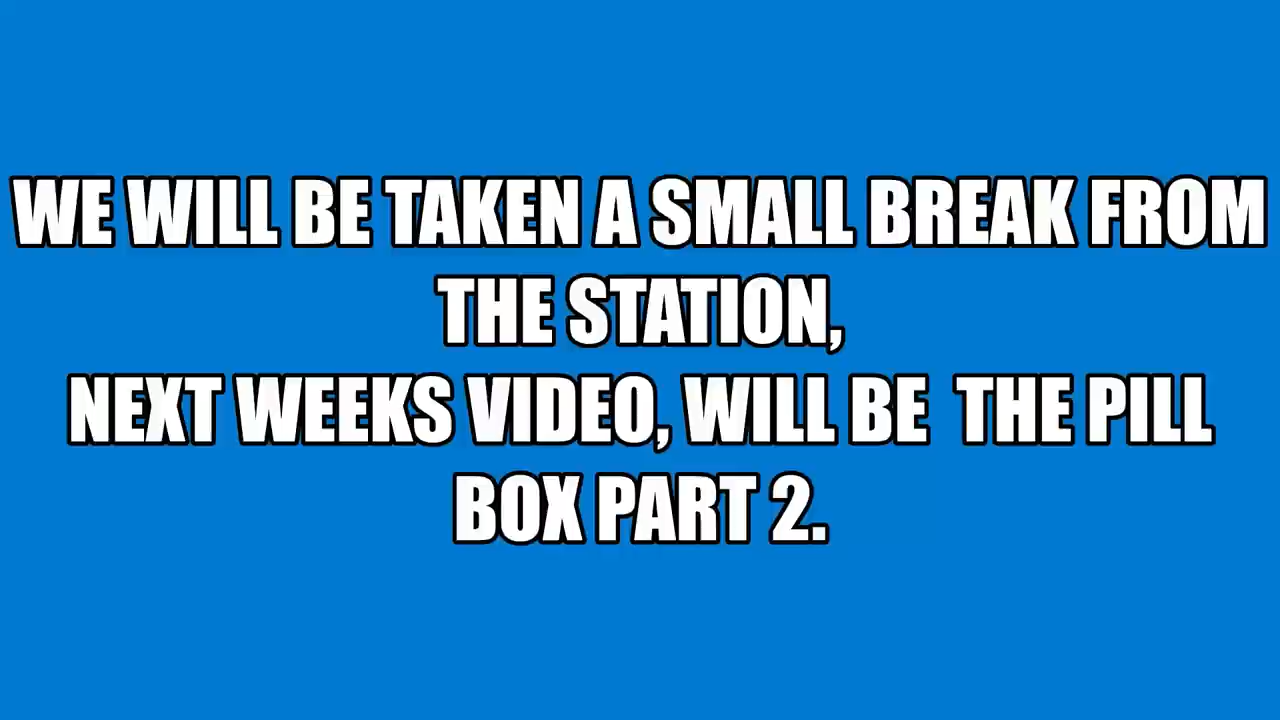 WE WILL BE TAKEN A SMALL BREAK FROM
THE STATION,
NEXT WEEKS VIDEO, WILL BE  THE PILL
BOX PART 2.